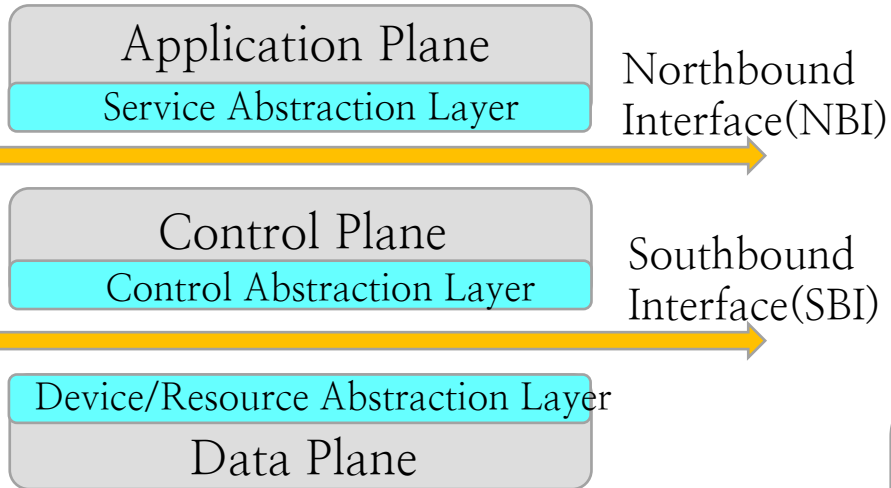 Application Plane
Service Abstraction Layer
Northbound
Interface(NBI)
Control Plane
Control Abstraction Layer
Southbound
Interface(SBI)
Device/Resource Abstraction Layer
Data Plane